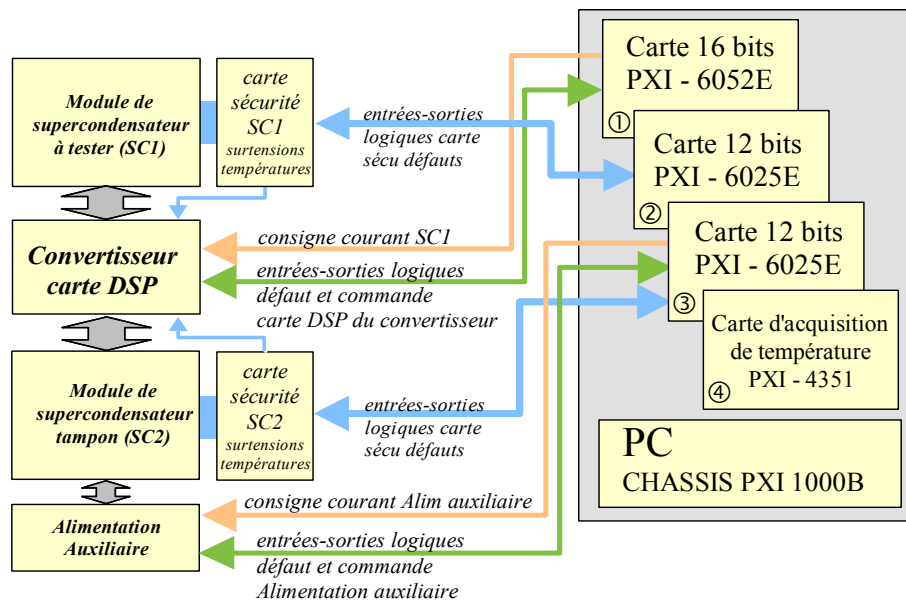 Module de
supercondensateur
à tester (SC1)
carte
sécurité
SC1
surtensions
températures
entrées-sorties
logiques carte
sécu défauts
Carte 16 bits
PXI - 6052E
①
Carte 12 bits
PXI - 6025E
②
Carte 12 bits
PXI - 6025E
③
Carte d'acquisition
de température
PXI - 4351
④
PC
CHASSIS PXI 1000B
Convertisseur
carte DSP
consigne courant SC1
entrées-sorties logiques
défaut et commande
carte DSP du convertisseur
Module de
supercondensateur
tampon (SC2)
carte
sécurité
SC2
surtensions
températures
entrées-sorties
logiques carte
sécu défauts
Alimentation
Auxiliaire
consigne courant Alim auxiliaire
entrées-sorties logiques
défaut et commande
Alimentation auxiliaire